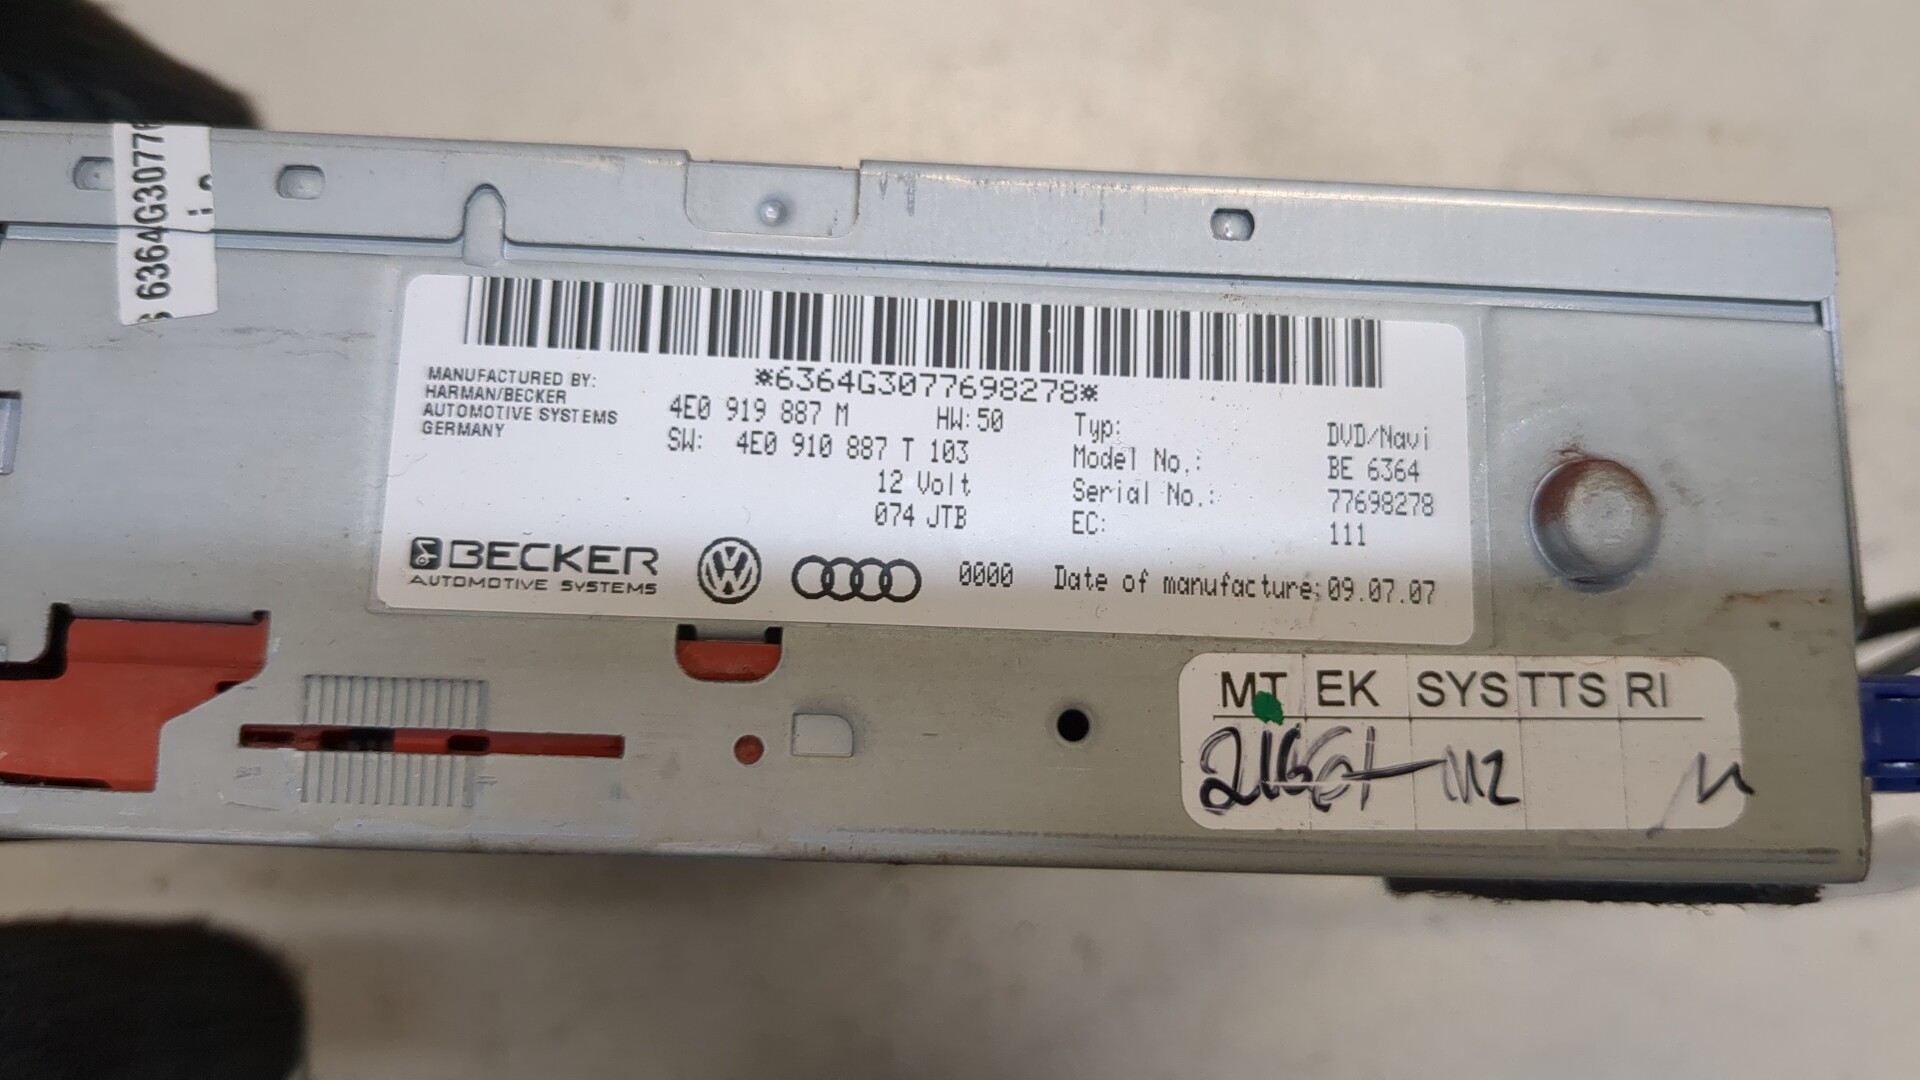 6364G3077
*6364G3077698278*
MANUFACTURED BY:
HARMAN/BECKER
AUTOMOTIVE SYSTEMS
GERMANY
4E0 919 887 M HW: 50
SW: 4E0 910 887 T 103
12 Volt
074 JTB
Typ: DVD/Navi
Model No.: BE 6364
Serial No.: 77698278
EC: 111
BECKER
AUTOMOTIVE SYSTEMS
0000 Date of manufacture: 09.07.07
MT EK SYS TTS RI